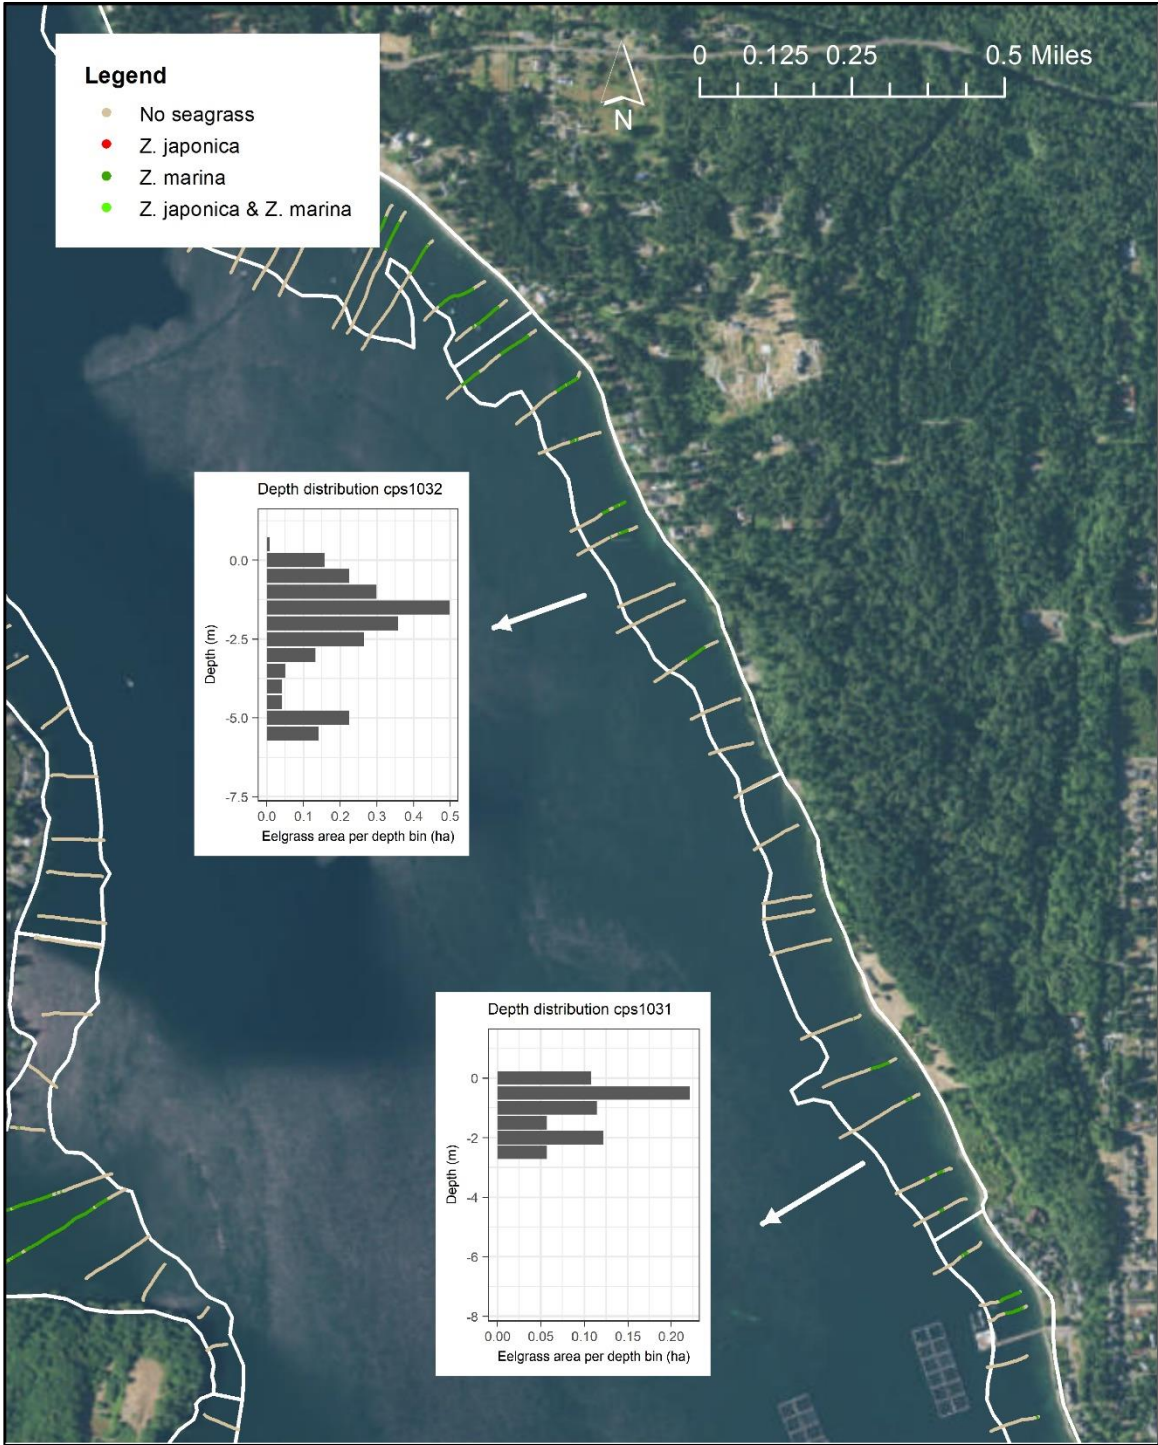 Legend
No seagrass
Z. japonica
Z. marina
Z. japonica & Z. marina
0 0.125 0.25 0.5 Miles
N
Depth distribution cps1032
Depth (m)
0.0
-2.5
-5.0
-7.5
0.0 0.1 0.2 0.3 0.4 0.5
Eelgrass area per depth bin (ha)
Depth distribution cps1031
Depth (m)
0
-2
-4
-6
-8
0.00 0.05 0.10 0.15 0.20
Eelgrass area per depth bin (ha)